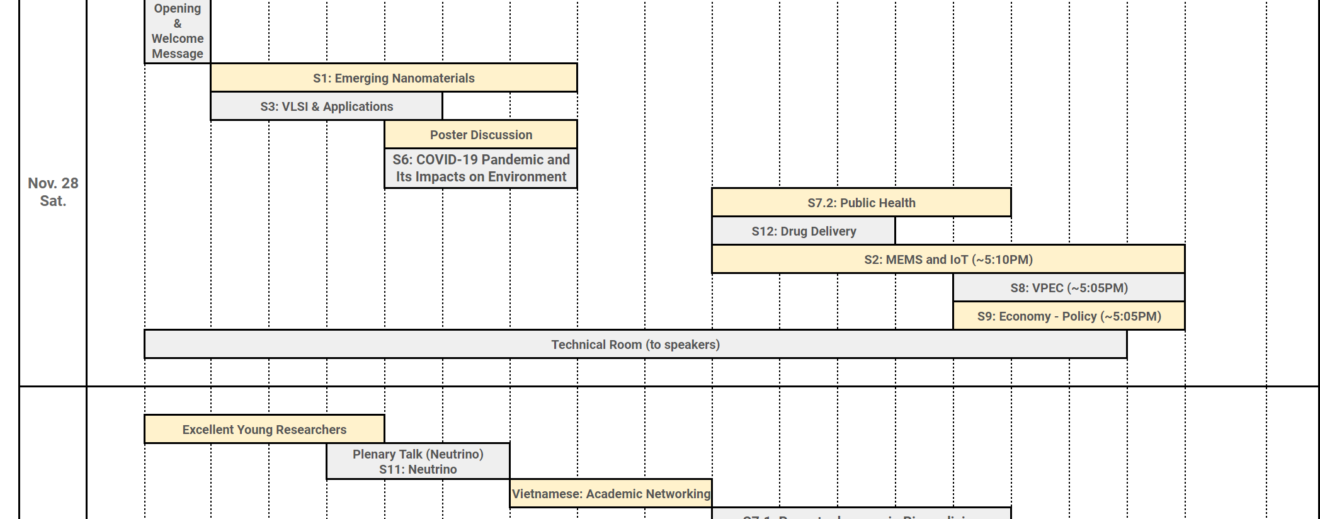 Opening
&
Welcome
Message
S1: Emerging Nanomaterials
S3: VLSI & Applications
Poster Discussion
S6: COVID-19 Pandemic and
Its Impacts on Environment
Nov. 28
Sat.
S7.2: Public Health
S12: Drug Delivery
S2: MEMS and IoT (~5:10PM)
S8: VPEC (~5:05PM)
S9: Economy - Policy (~5:05PM)
Technical Room (to speakers)
Excellent Young Researchers
Plenary Talk (Neutrino)
S11: Neutrino
Vietnamese: Academic Networking